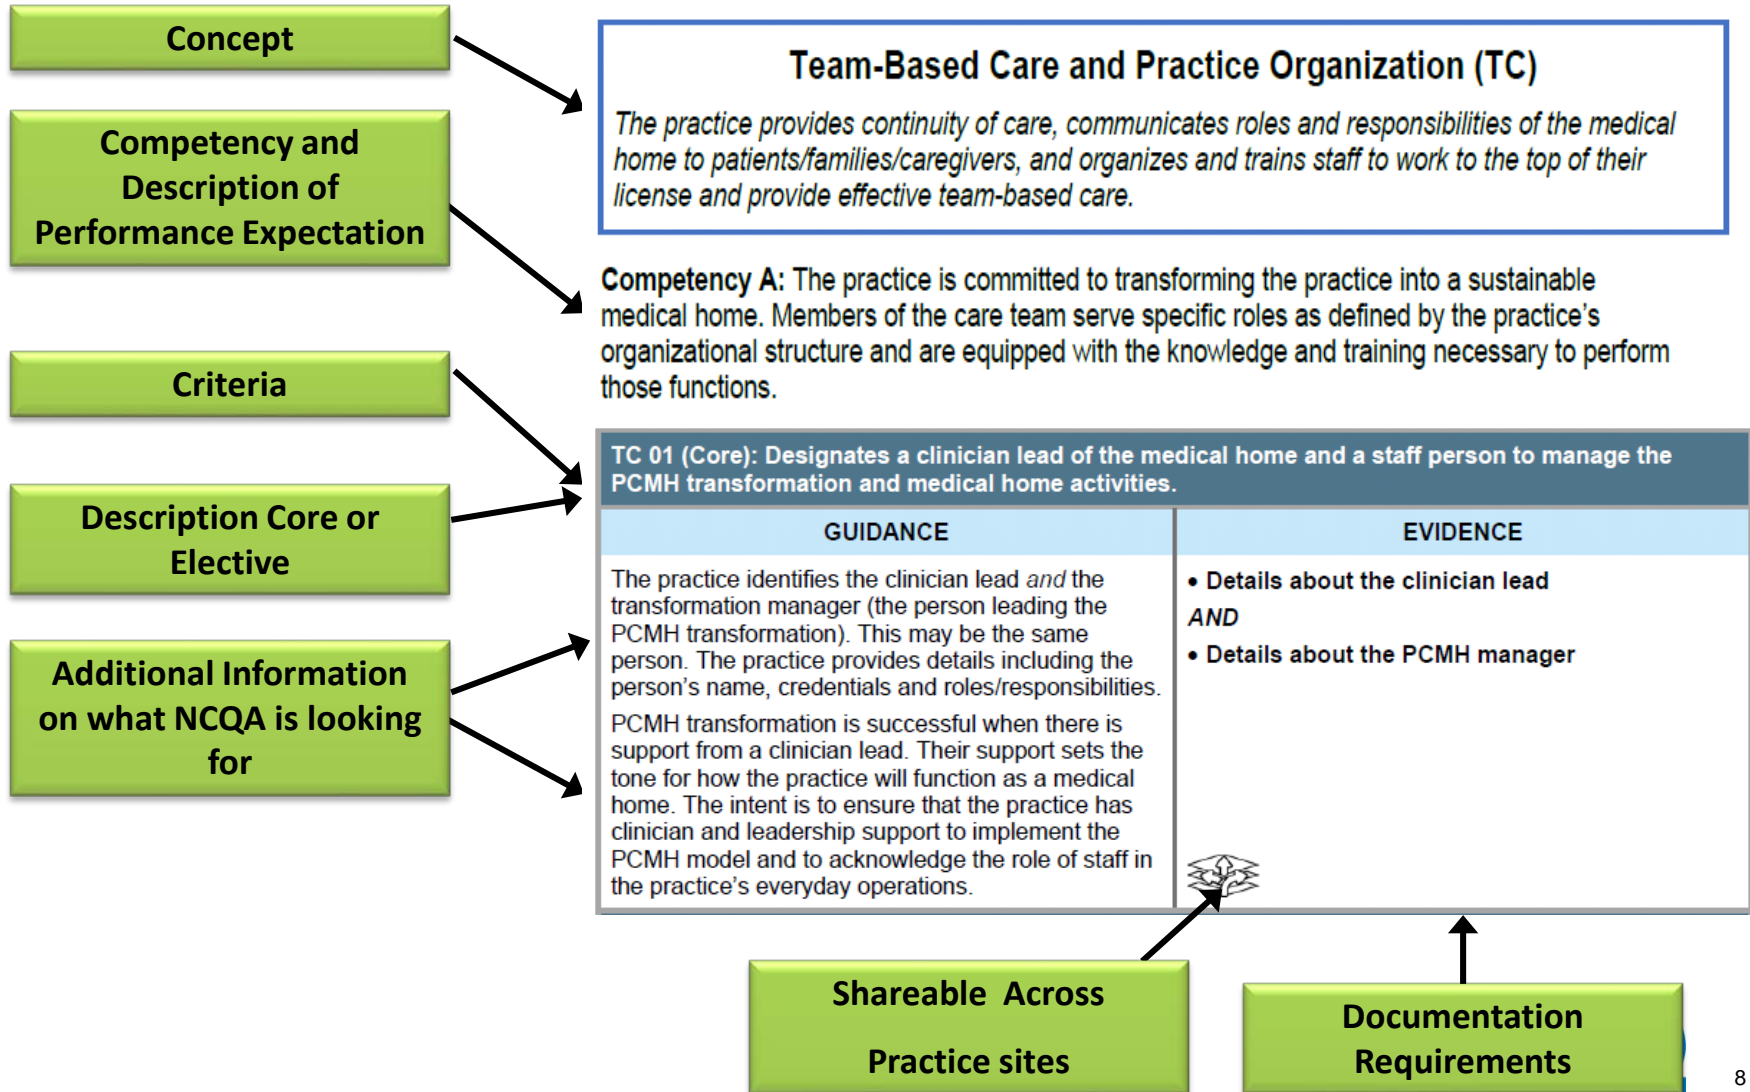 Concept
Competency and
Description of
Performance Expectation
Criteria
Description Core or
Elective
Additional Information
on what NCQA is looking
for
Team-Based Care and Practice Organization (TC)
The practice provides continuity of care, communicates roles and responsibilities of the medical
home to patients/families/caregivers, and organizes and trains staff to work to the top of their
license and provide effective team-based care.
Competency A: The practice is committed to transforming the practice into a sustainable
medical home. Members of the care team serve specific roles as defined by the practice's
organizational structure and are equipped with the knowledge and training necessary to perform
those functions.
TC 01 (Core): Designates a clinician lead of the medical home and a staff person to manage the
PCMH transformation and medical home activities.
GUIDANCE
The practice identifies the clinician lead and the
transformation manager (the person leading the
PCMH transformation). This may be the same
person. The practice provides details including the
person's name, credentials and roles/responsibilities.
PCMH transformation is successful when there is
support from a clinician lead. Their support sets the
tone for how the practice will function as a medical
home. The intent is to ensure that the practice has
clinician and leadership support to implement the
PCMH model and to acknowledge the role of staff in
the practice's everyday operations.
EVIDENCE
• Details about the clinician lead
AND
• Details about the PCMH manager
Shareable Across
Practice sites
Documentation
Requirements
8